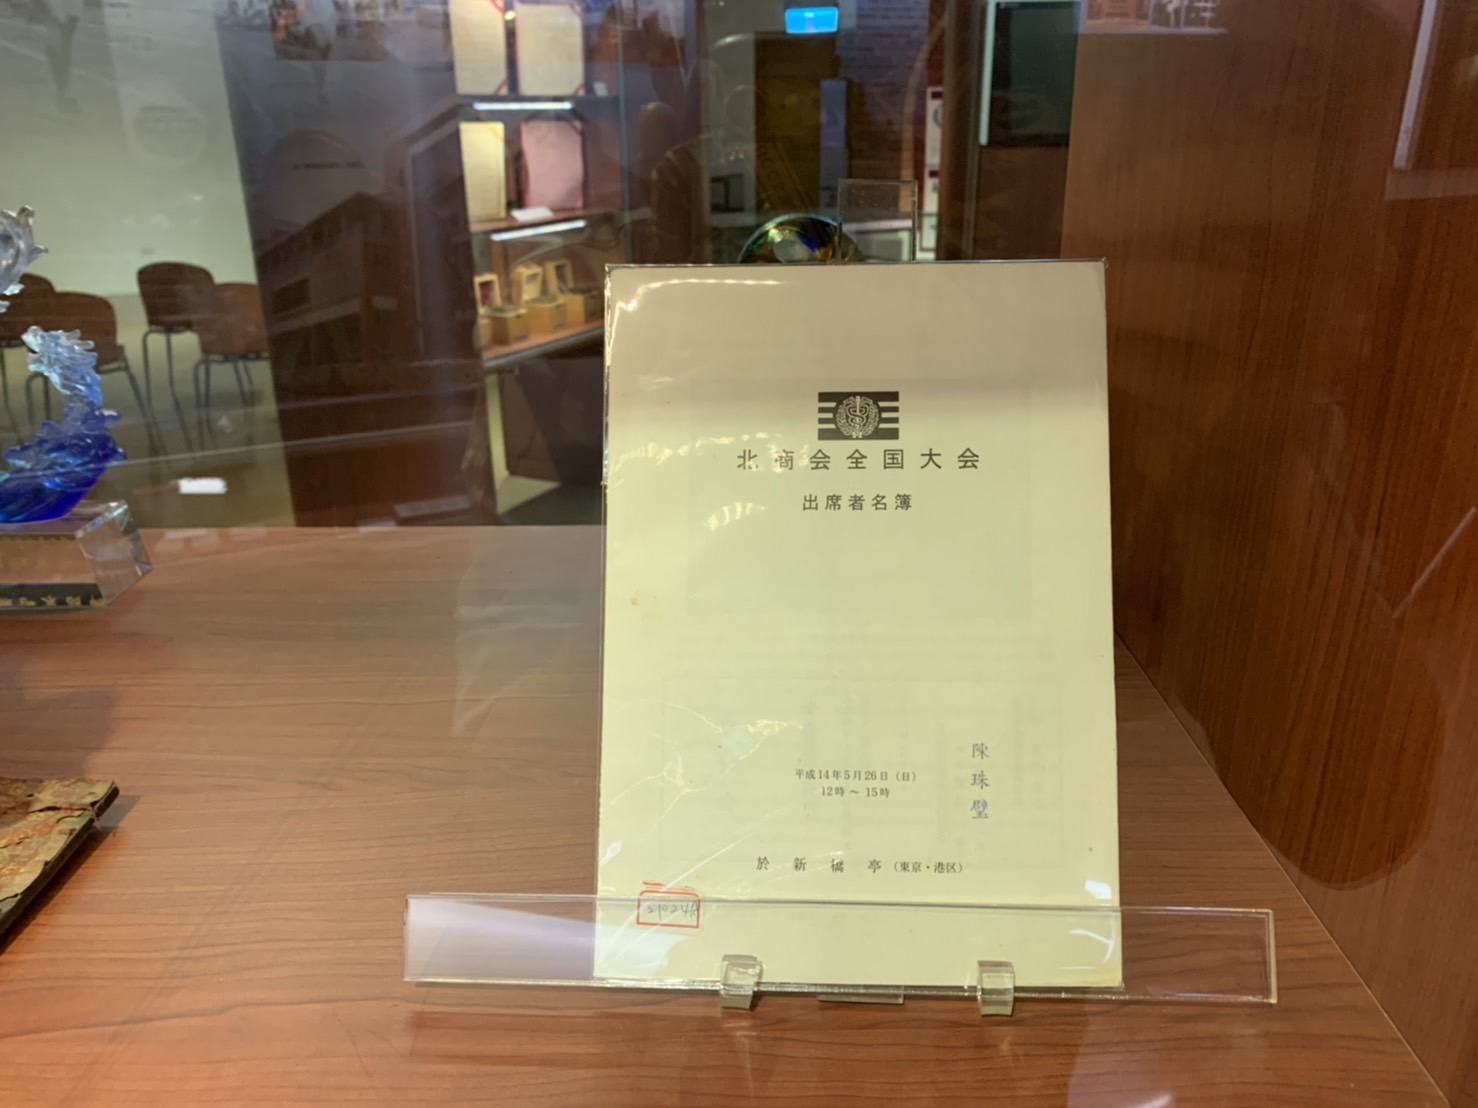 北商会全国大会
出席者名簿
陳珠璧
平成14年5月26日（日）
12時～15時
於 新橋亭（東京・港区）